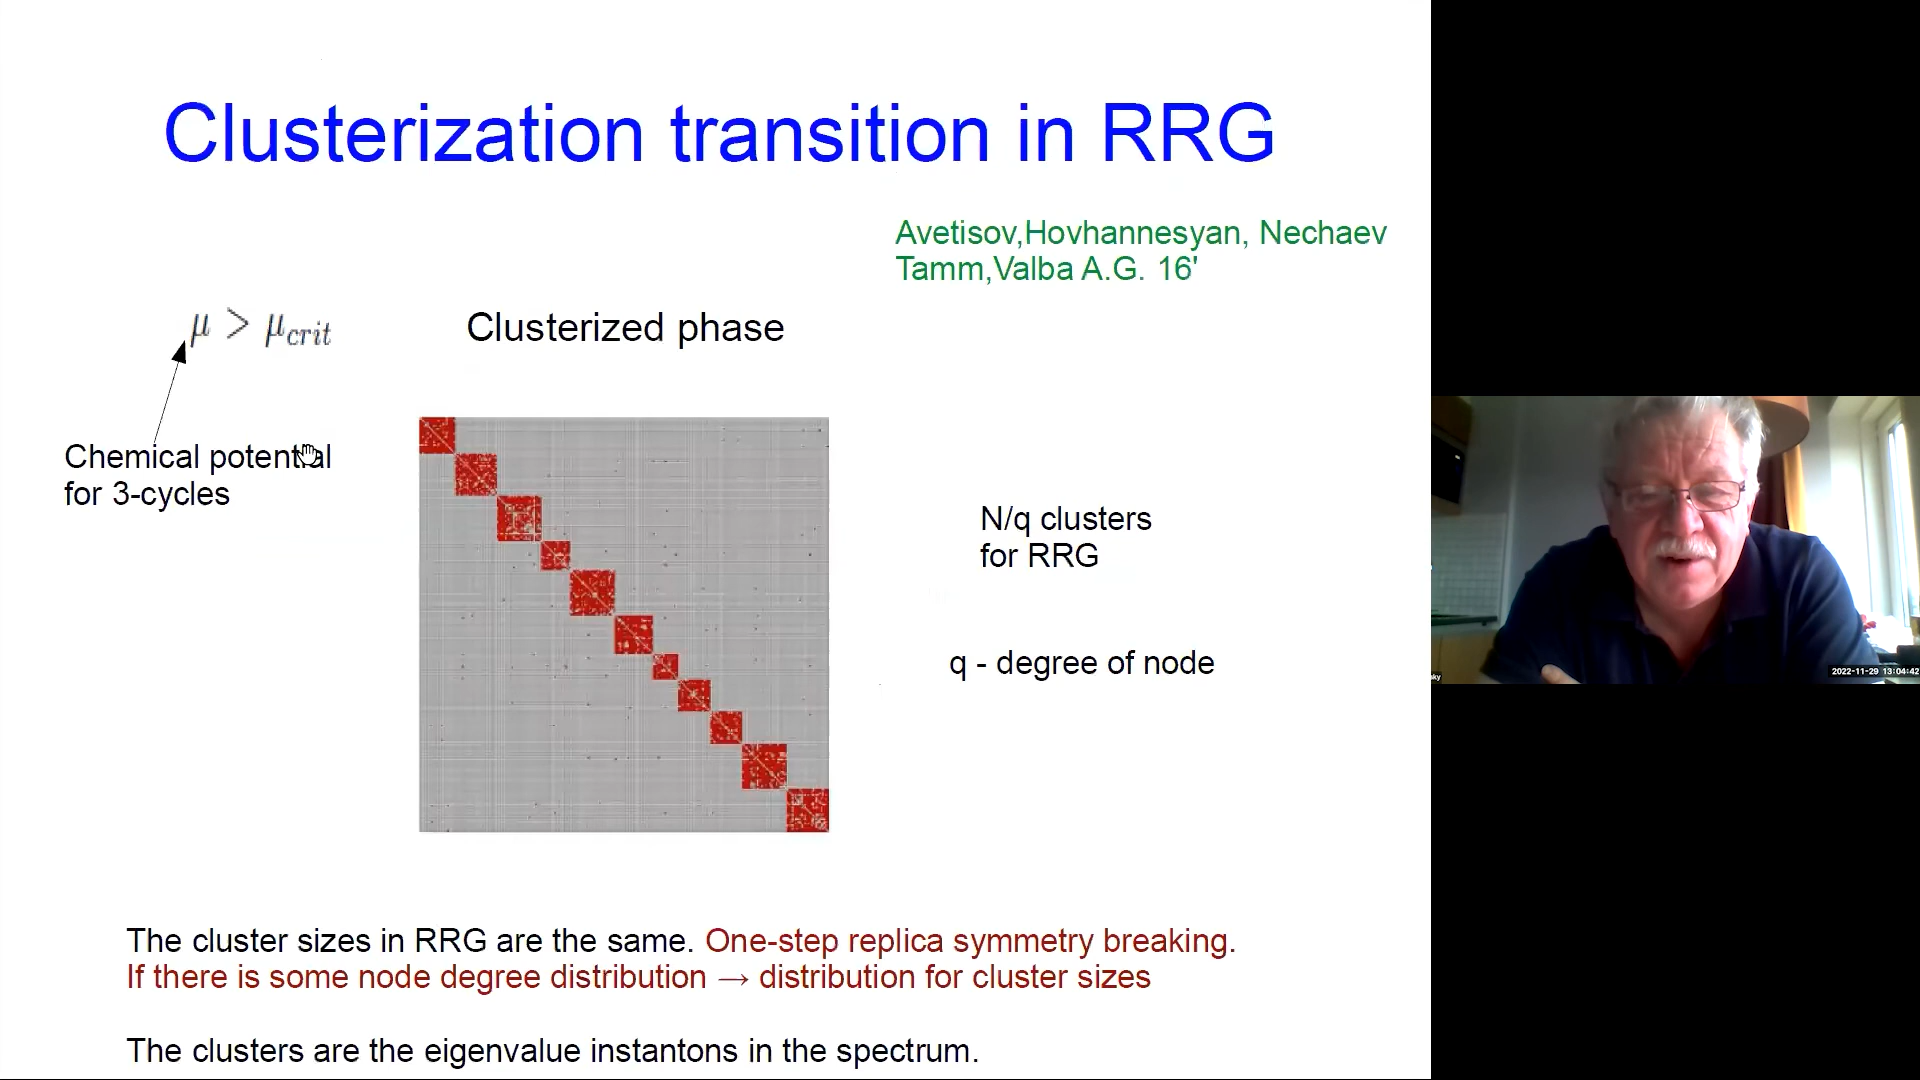 Clusterization transition in RRG
Avetisov,Hovhannesyan, Nechaev
Tamm,Valba A.G. 16'
μ > μcrit
Clusterized phase
Chemical potential
for 3-cycles
N/q clusters
for RRG
q - degree of node
2022-11-29 13:04:42
The cluster sizes in RRG are the same. One-step replica symmetry breaking.
If there is some node degree distribution → distribution for cluster sizes
The clusters are the eigenvalue instantons in the spectrum.